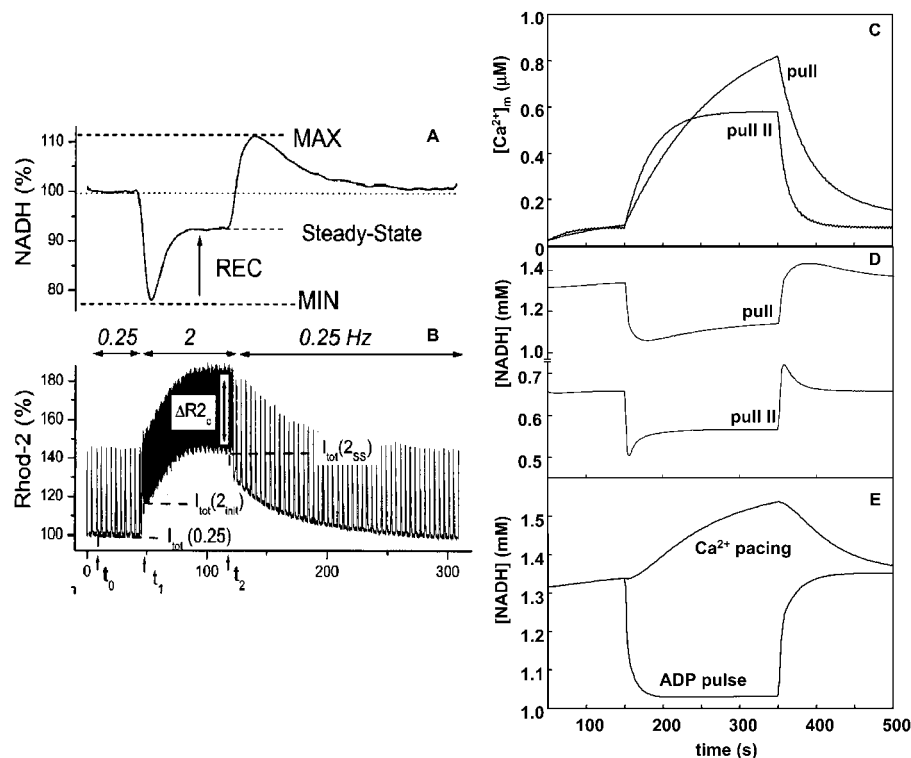 A
NADH (%)
110
100
90
80
MAX
Steady-State
REC
MIN
0.25
2
0.25 Hz
B
Rhod-2 (%)
180
160
140
120
100
ΔR2c
Itot(2SS)
Itot(2init)
Itot(0.25)
0
100
200
300
t0
t1
t2
C
[Ca2+]m (µM)
1.0
0.8
0.6
0.4
0.2
0
pull
pull II
D
[NADH] (mM)
1.4
1.2
1.0
0.7
0.6
0.5
pull
pull II
E
[NADH] (mM)
1.5
1.4
1.3
1.2
1.1
1.0
Ca2+ pacing
ADP pulse
100
200
300
400
500
time (s)